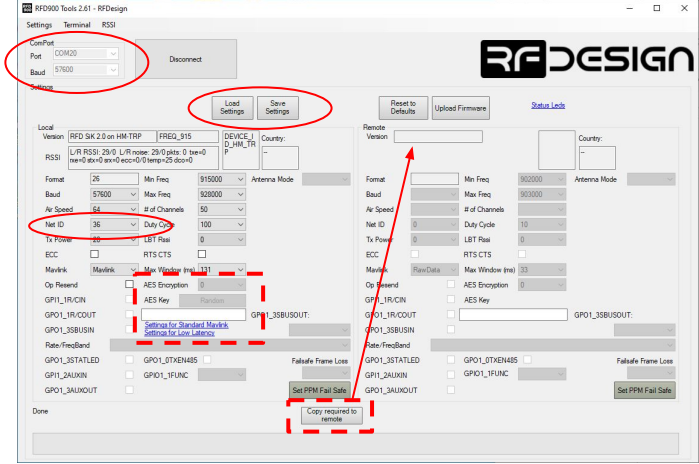 RFD900 Tools 2.61 - RFDesign
Settings Terminal RSSI
ComPort
Port COM20
Baud 57600
Disconnect
RFDESIGN
Settings
Load Settings
Save Settings
Reset to Defaults
Upload Firmware
Status Leds
Local
Version RFD SiK 2.0 on HM-TRP FREQ_915 DEVICE_I
D_HM_TR
P
Country:
–
RSSI L/R RSSI: 29/0 L/R noise: 29/0 pkts: 0 txe=0
rxe=0 stx=0 srx=0 ecc=0/0 temp=25 dco=0
Format 26 Min Freq 915000 Antenna Mode
Baud 57600 Max Freq 928000
Air Speed 64 # of Channels 50
Net ID 36 Duty Cycle 100
Tx Power 20 LBT Rssi 0
ECC RTS CTS
Mavlink Mavlink Max Window (ms) 131
Op Resend AES Encryption 0
GPI1_1R/CIN AES Key Random
GPO1_1R/COUT GPO1_3SBUSOUT:
GPO1_3SBUSIN Settings for Standard Mavlink
Settings for Low Latency
Rate/FreqBand
GPO1_3STATLED GPO1_0TXEN485 Failsafe Frame Loss
GPI1_2AUXIN GPIO1_1FUNC
GPO1_3AUXOUT Set PPM Fail Safe
Remote
Version
Country:
–
Format Min Freq 902000 Antenna Mode
Baud Max Freq 903000
Air Speed # of Channels
Net ID 0 Duty Cycle 10
Tx Power 0 LBT Rssi 0
ECC RTS CTS
Mavlink RawData Max Window (ms) 33
Op Resend AES Encryption 0
GPI1_1R/CIN AES Key
GPO1_1R/COUT GPO1_3SBUSOUT:
GPO1_3SBUSIN
Rate/FreqBand
GPO1_3STATLED GPO1_0TXEN485 Failsafe Frame Loss
GPI1_2AUXIN GPIO1_1FUNC
GPO1_3AUXOUT Set PPM Fail Safe
Done
Copy required to
remote